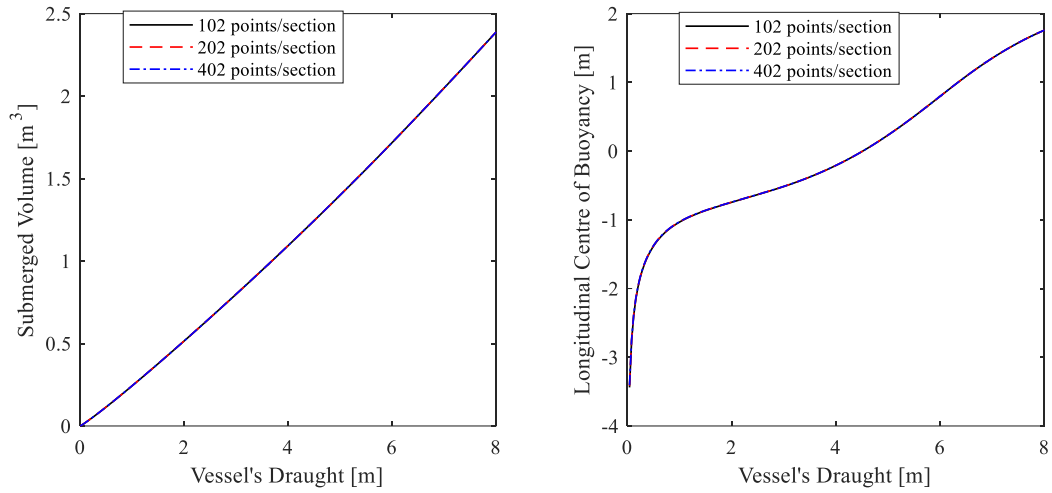 2.5
2
1.5
1
0.5
0
0
2
4
6
8
Submerged Volume [m³]
Vessel's Draught [m]
102 points/section
202 points/section
402 points/section
2
1
0
-1
-2
-3
-4
0
2
4
6
8
Longitudinal Centre of Buoyancy [m]
Vessel's Draught [m]
102 points/section
202 points/section
402 points/section